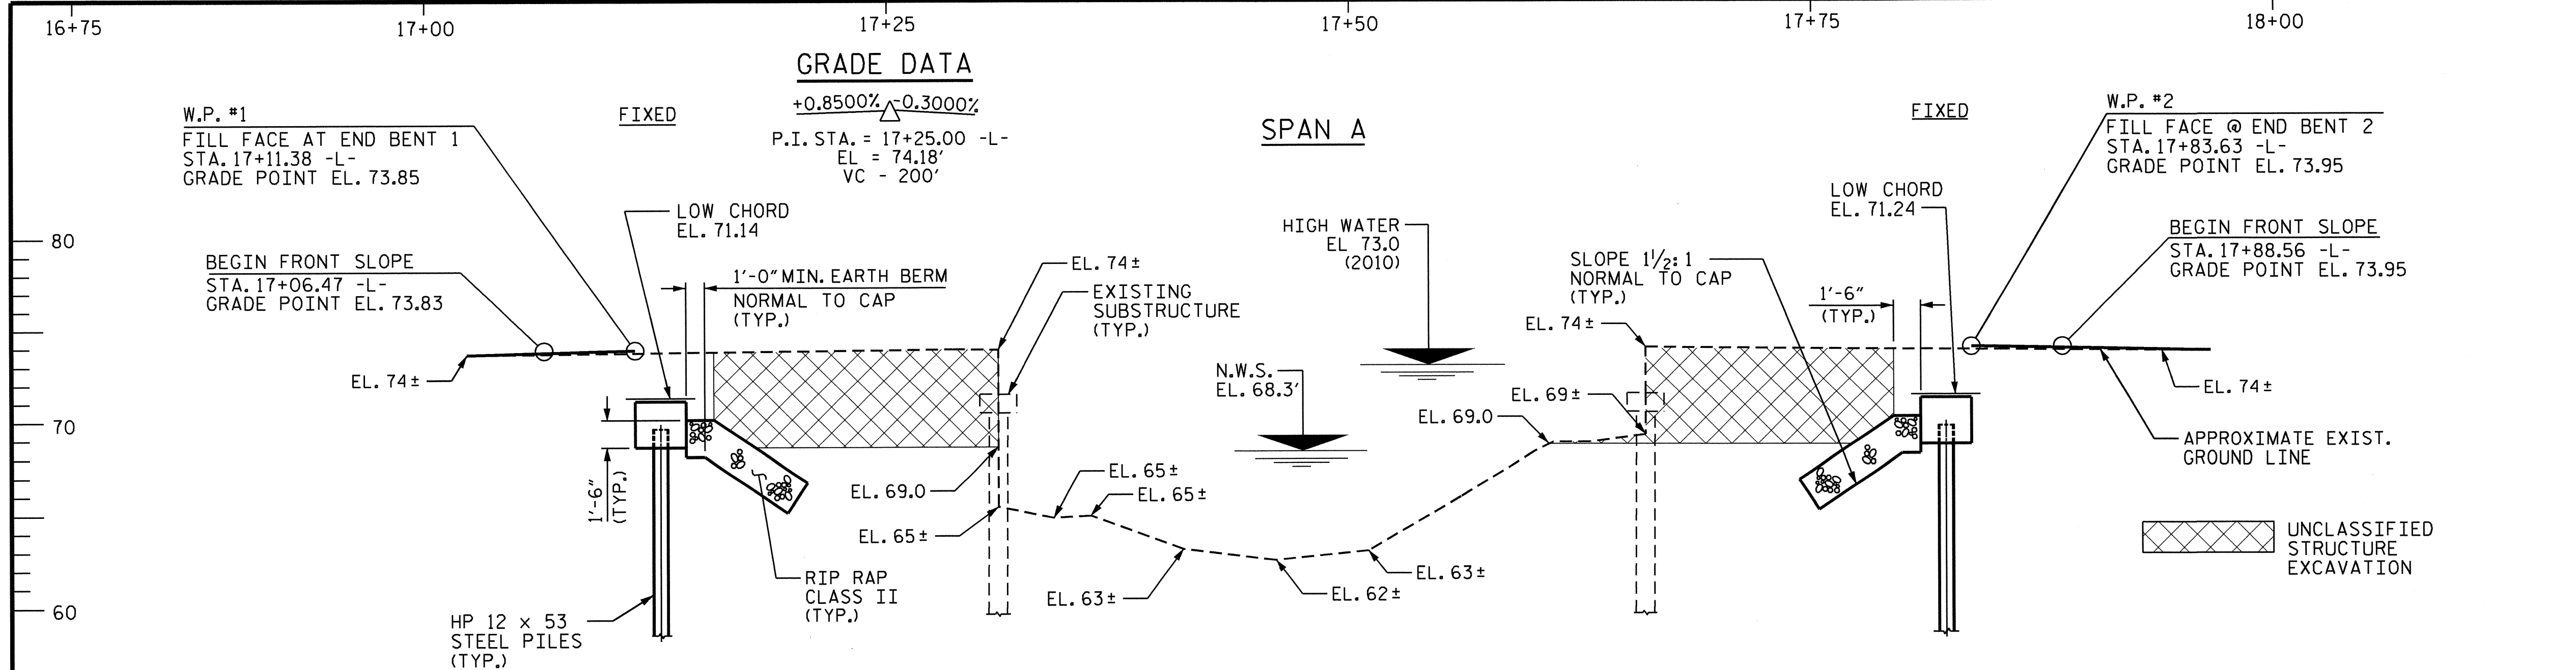 16+75
17+00
17+25
17+50
17+75
18+00
GRADE DATA
+0.8500% -0.3000%
P.I. STA. = 17+25.00 -L-
EL = 74.18'
VC - 200'
W.P. #1
FILL FACE AT END BENT 1
STA. 17+11.38 -L-
GRADE POINT EL. 73.85
FIXED
SPAN A
FIXED
W.P. #2
FILL FACE @ END BENT 2
STA. 17+83.63 -L-
GRADE POINT EL. 73.95
LOW CHORD
EL. 71.14
LOW CHORD
EL. 71.24
HIGH WATER
EL 73.0
(2010)
BEGIN FRONT SLOPE
STA. 17+06.47 -L-
GRADE POINT EL. 73.83
BEGIN FRONT SLOPE
STA. 17+88.56 -L-
GRADE POINT EL. 73.95
80
70
60
1'-0" MIN. EARTH BERM
NORMAL TO CAP
(TYP.)
EL. 74±
EXISTING
SUBSTRUCTURE
(TYP.)
SLOPE 1 1/2: 1
NORMAL TO CAP
(TYP.)
1'-6"
(TYP.)
EL. 74±
EL. 74±
EL. 74±
N.W.S.
EL. 68.3'
EL. 69±
EL. 69.0
APPROXIMATE EXIST.
GROUND LINE
1'-6"
(TYP.)
EL. 69.0
EL. 65±
EL. 65±
EL. 65±
EL. 63±
EL. 62±
EL. 63±
RIP RAP
CLASS II
(TYP.)
HP 12 x 53
STEEL PILES
(TYP.)
UNCLASSIFIED
STRUCTURE
EXCAVATION